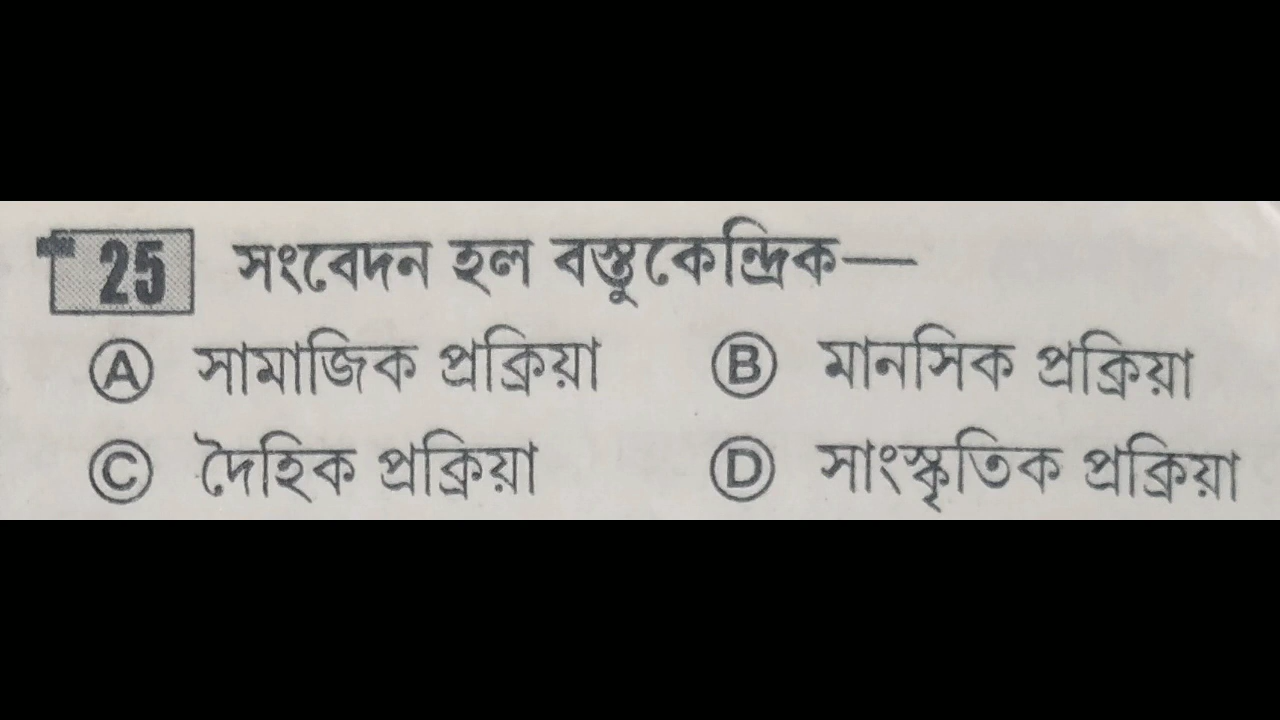 25 সংবেদন হল বস্তুকেন্দ্রিক—
A সামাজিক প্রক্রিয়া B মানসিক প্রক্রিয়া
C দৈহিক প্রক্রিয়া D সাংস্কৃতিক প্রক্রিয়া